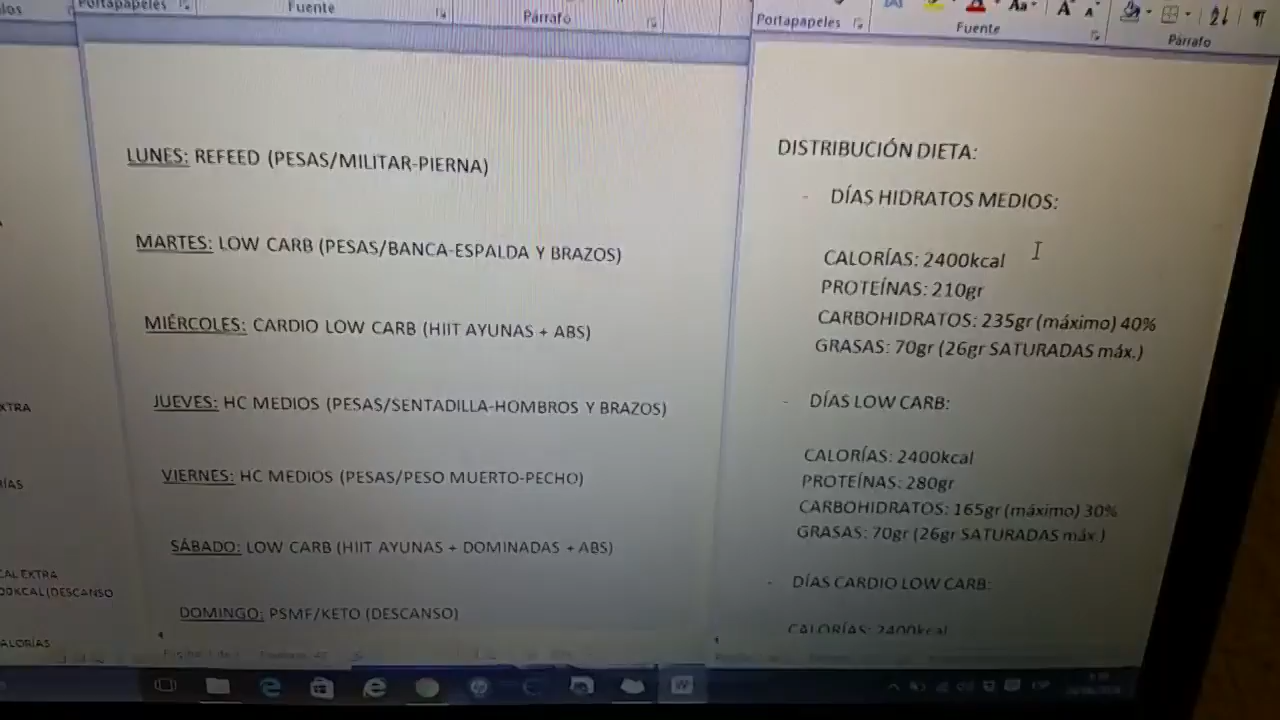 Portapapeles
Fuente
Párrafo
LUNES: REFEED (PESAS/MILITAR-PIERNA)
MARTES: LOW CARB (PESAS/BANCA-ESPALDA Y BRAZOS)
MIÉRCOLES: CARDIO LOW CARB (HIIT AYUNAS + ABS)
JUEVES: HC MEDIOS (PESAS/SENTADILLA-HOMBROS Y BRAZOS)
VIERNES: HC MEDIOS (PESAS/PESO MUERTO-PECHO)
SÁBADO: LOW CARB (HIIT AYUNAS + DOMINADAS + ABS)
DOMINGO: PSMF/KETO (DESCANSO)
Portapapeles
Fuente
Párrafo
DISTRIBUCIÓN DIETA:
- DÍAS HIDRATOS MEDIOS:
CALORÍAS: 2400kcal
PROTEÍNAS: 210gr
CARBOHIDRATOS: 235gr (máximo) 40%
GRASAS: 70gr (26gr SATURADAS máx.)
- DÍAS LOW CARB:
CALORÍAS: 2400kcal
PROTEÍNAS: 280gr
CARBOHIDRATOS: 165gr (máximo) 30%
GRASAS: 70gr (26gr SATURADAS máx.)
- DÍAS CARDIO LOW CARB:
CALORÍAS: 2400kcal